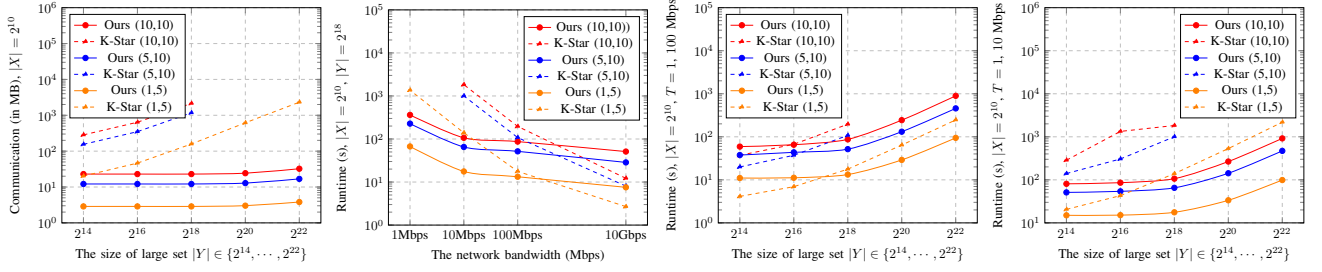 Communication (in MB), |X| = 2^10
10^6
10^5
10^4
10^3
10^2
10^1
10^0
Ours (10,10)
K-Star (10,10)
Ours (5,10)
K-Star (5,10)
Ours (1,5)
K-Star (1,5)
2^14 2^16 2^18 2^20 2^22
The size of large set |Y| ∈ {2^14, ⋯ , 2^22}
Runtime (s), |X| = 2^10, |Y| = 2^18
10^5
10^4
10^3
10^2
10^1
10^0
Ours (10,10))
K-Star (10,10)
Ours (5,10)
K-Star (5,10)
Ours (1,5)
K-Star (1,5)
1Mbps 10Mbps 100Mbps 10Gbps
The network bandwidth (Mbps)
Runtime (s), |X| = 2^10, T = 1, 100 Mbps
10^5
10^4
10^3
10^2
10^1
10^0
Ours (10,10)
K-Star (10,10)
Ours (5,10)
K-Star (5,10)
Ours (1,5)
K-Star (1,5)
2^14 2^16 2^18 2^20 2^22
The size of large set |Y| ∈ {2^14, ⋯ , 2^22}
Runtime (s), |X| = 2^10, T = 1, 10 Mbps
10^6
10^5
10^4
10^3
10^2
10^1
Ours (10,10)
K-Star (10,10)
Ours (5,10)
K-Star (5,10)
Ours (1,5)
K-Star (1,5)
2^14 2^16 2^18 2^20 2^22
The size of large set |Y| ∈ {2^14, ⋯ , 2^22}